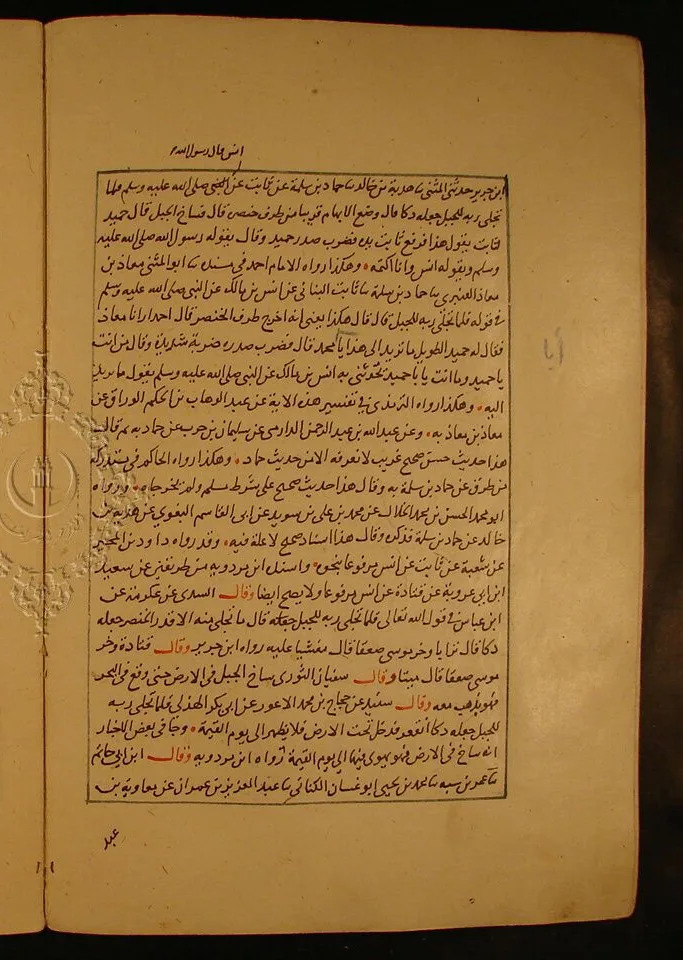 انس قال رسول الله
ابن جرير حدثني المثنى ثنا هدبة بن خالد ثنا حماد بن سلمة عن ثابت عن النبي صلى الله عليه وسلم فلما
تجلى ربه للجبل جعله دكا قال وضع الابهام قريبا من طرف خنصره قال فساخ الجبل قال حميد
لثابت يقول هذا فرفع ثابت يده فضرب صدر حميد وقال يقوله رسول الله صلى الله عليه
وسلم ويقوله انس وانا اكتمه وهكذا رواه الامام احمد في مسنده ثنا ابو المثنى معاذ بن
معاذ العنبري ثنا حماد بن سلمة ثنا ثابت البناني عن انس بن مالك عن النبي صلى الله عليه وسلم
في قوله فلما تجلى ربه للجبل قال قال هكذا يعني انه اخرج طرف الخنصر قال احمد ارانا معاذ
فقال له حميد الطويل ما تريد الى هذا يا ابا محمد قال فضرب صدره ضربة شديدة وقال من انت
يا حميد وما انت يا حميد يحدثني به انس بن مالك عن النبي صلى الله عليه وسلم يقول ما تريد
اليه وهكذا رواه الترمذي في تفسير هذه الاية عن عبد الوهاب بن الحكم الوراق عن
معاذ بن معاذ به وعن عبد الله بن عبد الرحمن الدارمي عن سليمان بن حرب عن حماد به ثم قال
هذا حديث حسن صحيح غريب لا نعرفه الا من حديث حماد وهكذا رواه الحاكم في مستدركه
من طرق عن حماد بن سلمة به وقال هذا حديث صحيح على شرط مسلم ولم يخرجاه ورواه
ابو محمد الحسن بن محمد الخلال عن محمد بن علي بن سويد عن ابي القاسم البغوي عن هدبة بن
خالد عن حماد بن سلمة فذكره وقال هذا اسناد صحيح لا علة فيه وقد رواه داود بن المحبر
عن شعبة عن ثابت عن انس مرفوعا بنحوه واسنده ابن مردويه من طريقين عن سعيد
ابن ابي عروبة عن قتادة عن انس مرفوعا ولا يصح ايضا وقال السدي عن عكرمة عن
ابن عباس في قول الله تعالى فلما تجلى ربه للجبل جعله قال ما تجلى منه الا قدر الخنصر جعله
دكا قال ترابا وخر موسى صعقا قال مغشيا عليه رواه ابن جرير وقال قتادة وخر
موسى صعقا قال ميتا وقال سفيان الثوري ساخ الجبل في الارض حتى وقع في البحر
فهو يذهب معه وقال سنيد عن حجاج بن محمد الاعور عن ابي بكر الهذلي فلما تجلى ربه
للجبل جعله دكا انقعر فدخل تحت الارض فلا يظهر الى يوم القيمة وجا في بعض الاخبار
انه ساخ في الارض فهو يهوي فيها الى يوم القيمة رواه ابن مردويه وقال ابن ابي حاتم
ثنا عمر بن شبه ثنا محمد بن يحيى ابو غسان الكناني ثنا عبد العزيز بن عمران عن معاوية بن
عبد